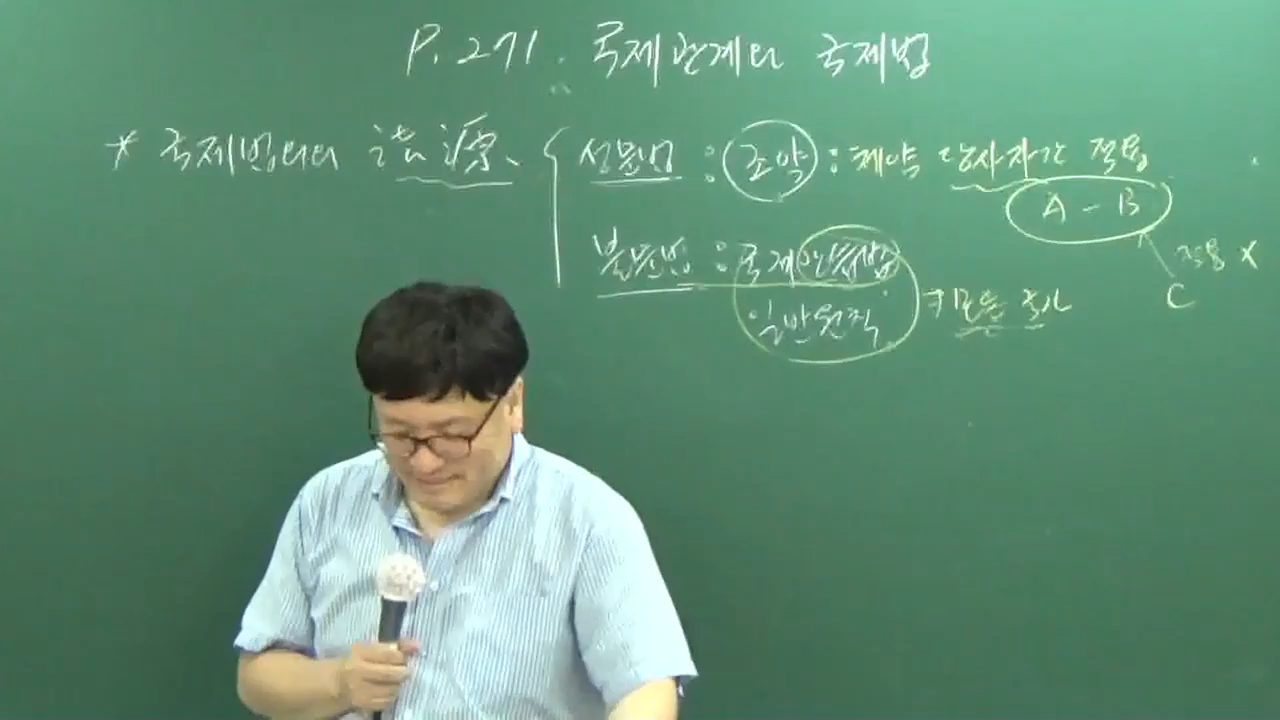 P.271. 국제관계와 국제법
* 국제법의 法源、 성문법 : 조약 : 체약 당사자간 적용
A - B
적용 X
C
불문법 : 국제관습법
일반원칙 → 모든 국가